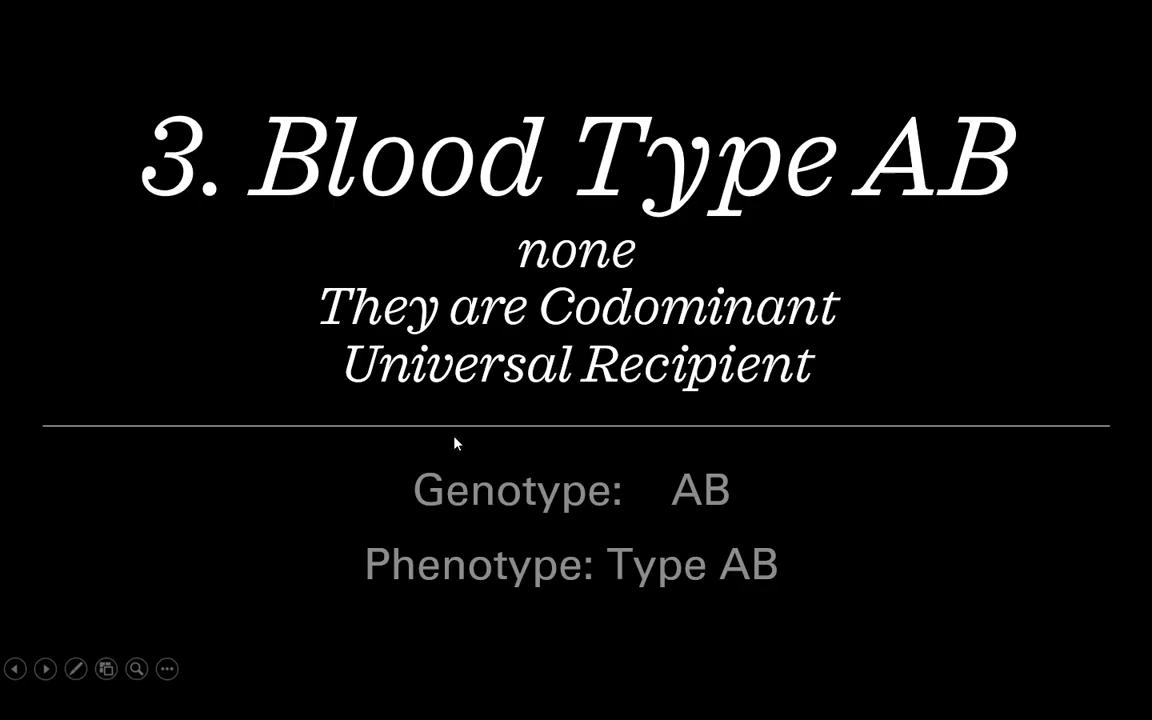 3. Blood Type AB
none
They are Codominant
Universal Recipient
Genotype: AB
Phenotype: Type AB